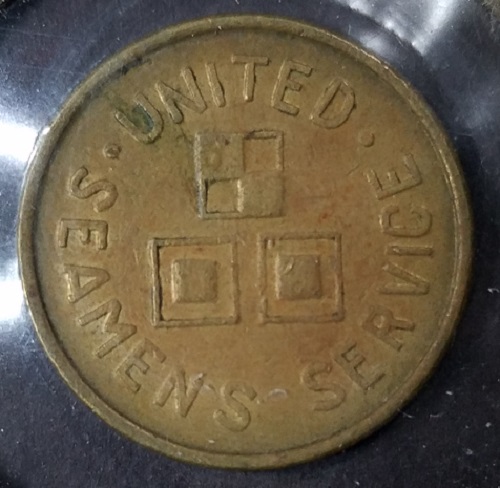 · UNITED ·
SEAMEN'S SERVICE